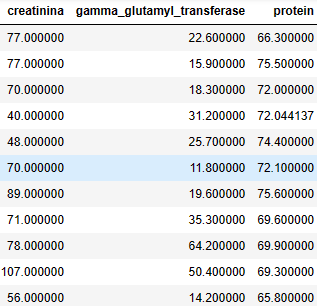 creatinina gamma_glutamyl_transferase protein
77.000000 22.600000 66.300000
77.000000 15.900000 75.500000
70.000000 18.300000 72.000000
40.000000 31.200000 72.044137
48.000000 25.700000 74.400000
70.000000 11.800000 72.100000
89.000000 19.600000 75.600000
71.000000 35.300000 69.600000
78.000000 64.200000 69.900000
107.000000 50.400000 69.300000
56.000000 14.200000 65.800000